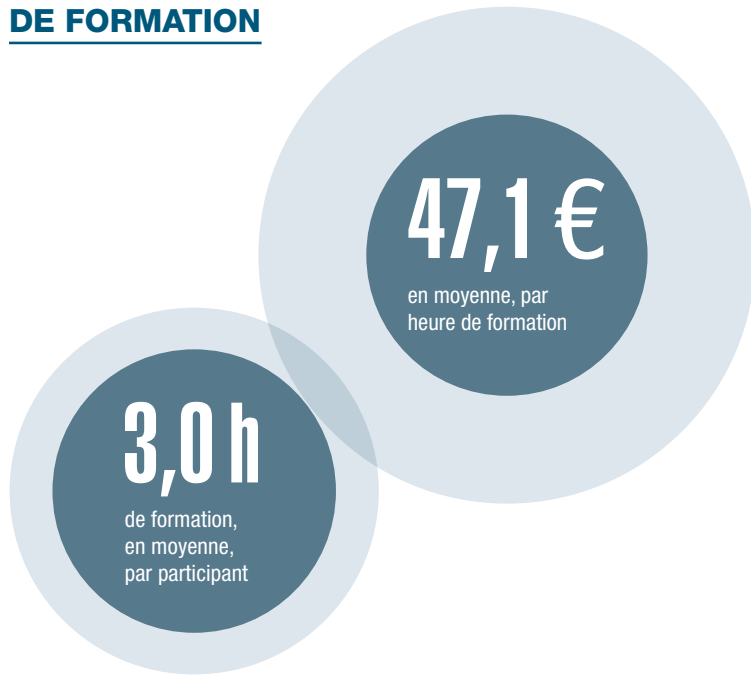 DE FORMATION
47,1 €
en moyenne, par
heure de formation
3,0 h
de formation,
en moyenne,
par participant